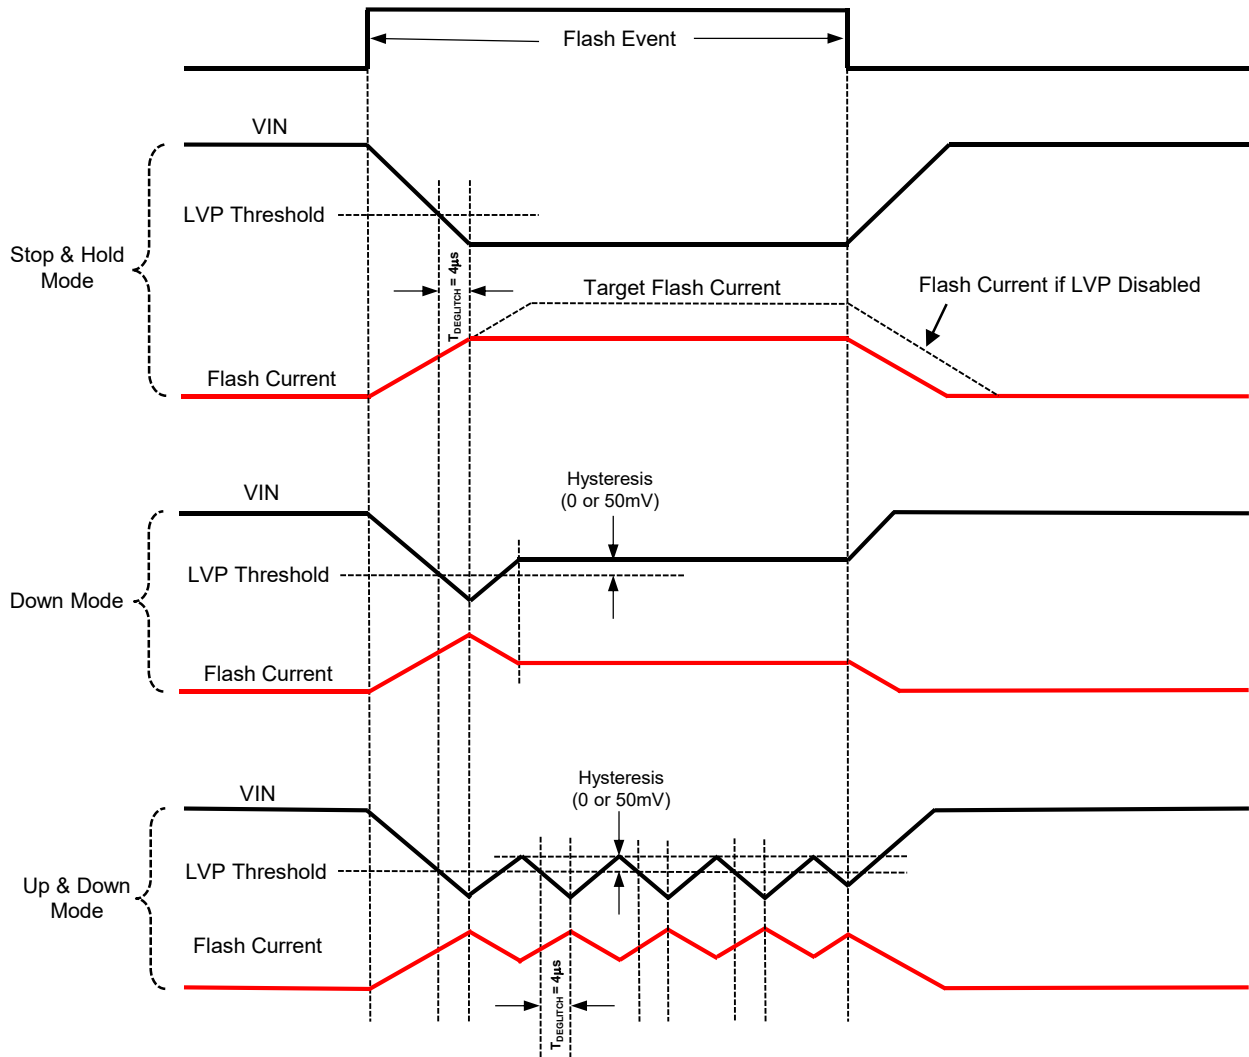 Flash Event
VIN
LVP Threshold
Stop & Hold
Mode
T_DEGLITCH = 4µs
Target Flash Current
Flash Current if LVP Disabled
Flash Current
Hysteresis
(0 or 50mV)
VIN
LVP Threshold
Down Mode
Flash Current
Hysteresis
(0 or 50mV)
VIN
LVP Threshold
Up & Down
Mode
Flash Current
T_DEGLITCH = 4µs